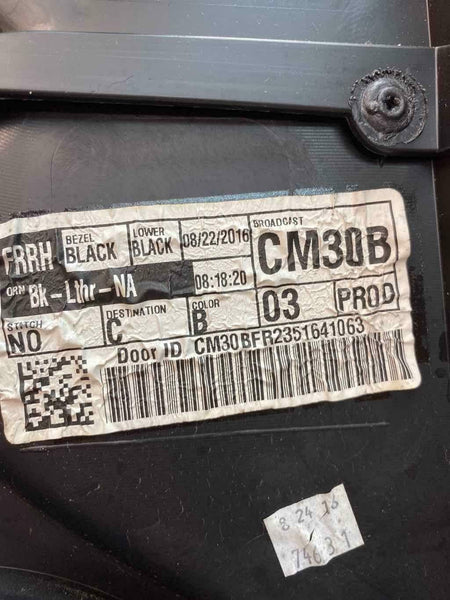 FRRH BEZEL BLACK LOWER BLACK 08/22/2016 BROADCAST CM30B
ORN Bk-Lthr-NA 08:18:20
STITCH NO DESTINATION C COLOR B 03 PROD
Door ID CM30BFR2351641063
8 24 16
74631